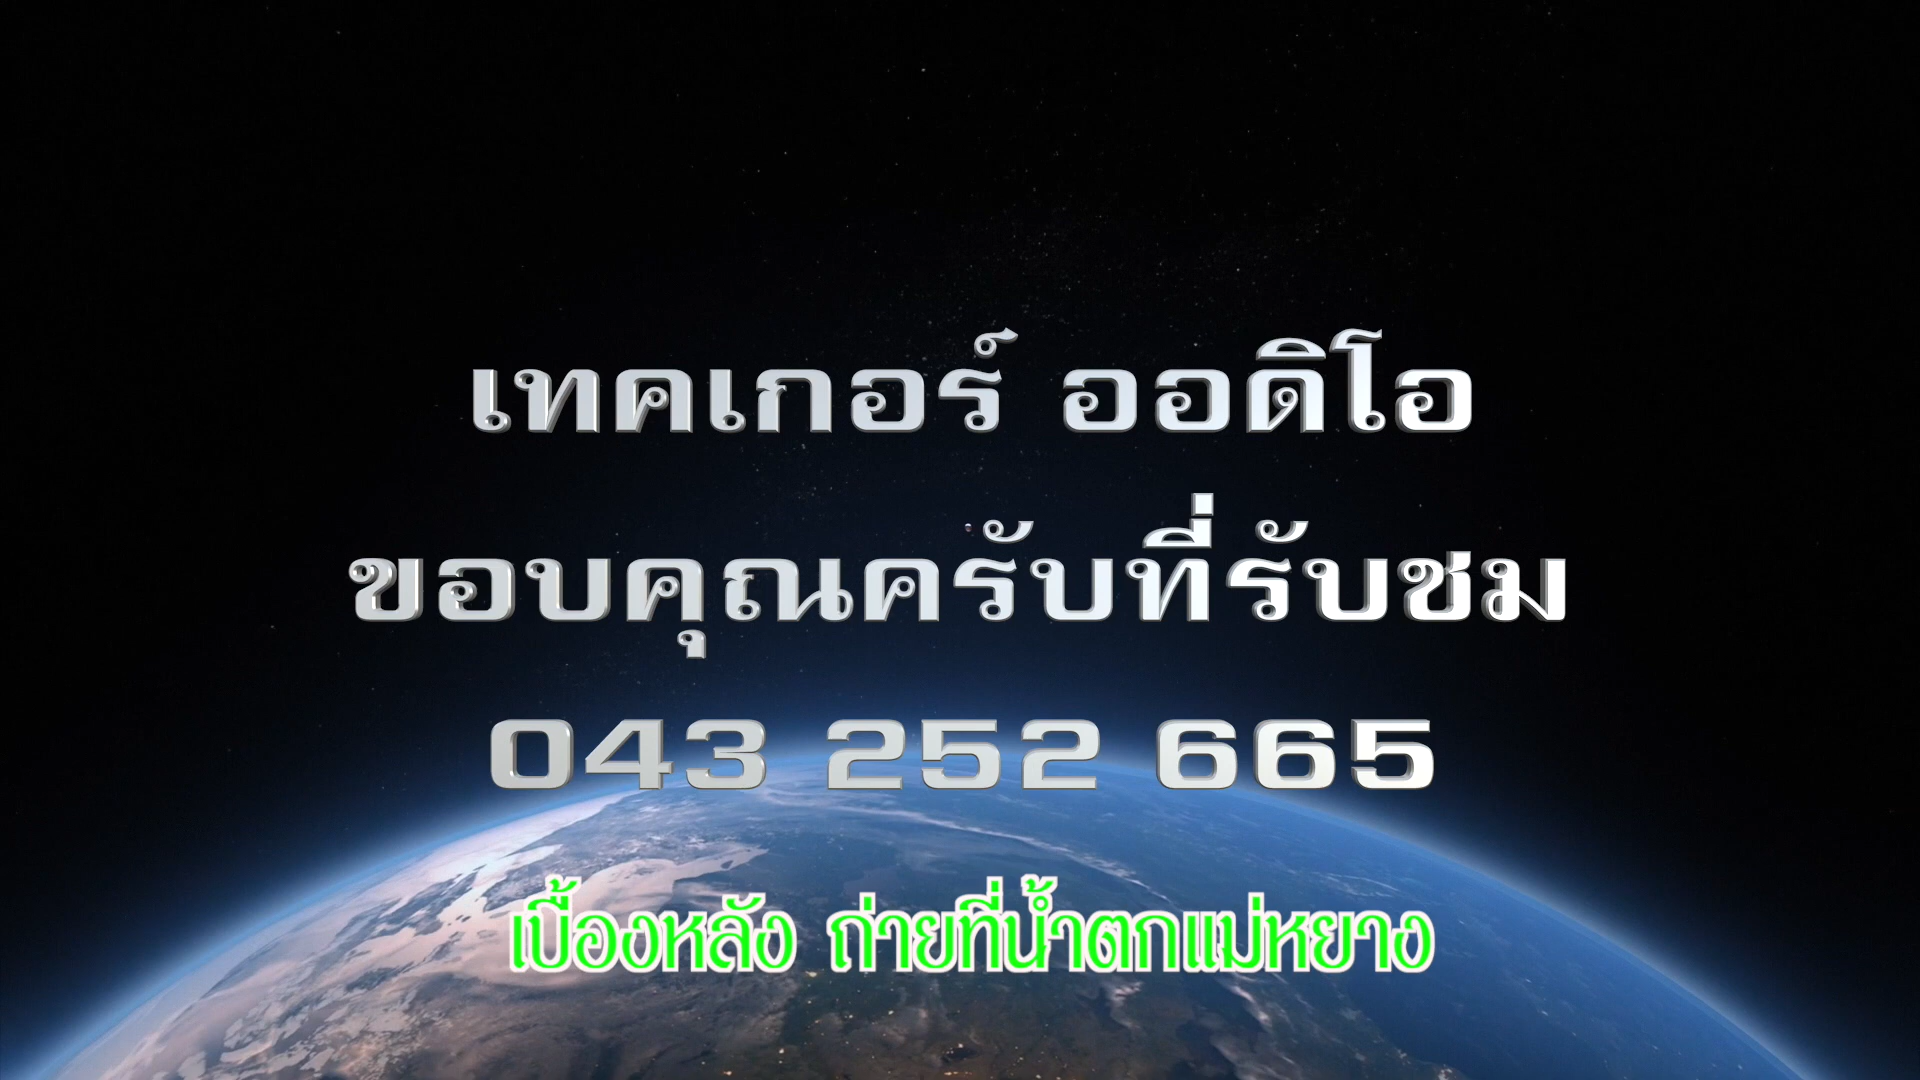 เทคเกอร์ ออดิโอ
ขอบคุณครับที่รับชม
043 252 665
เบื้องหลัง ถ่ายที่น้ำตกแม่หยาง